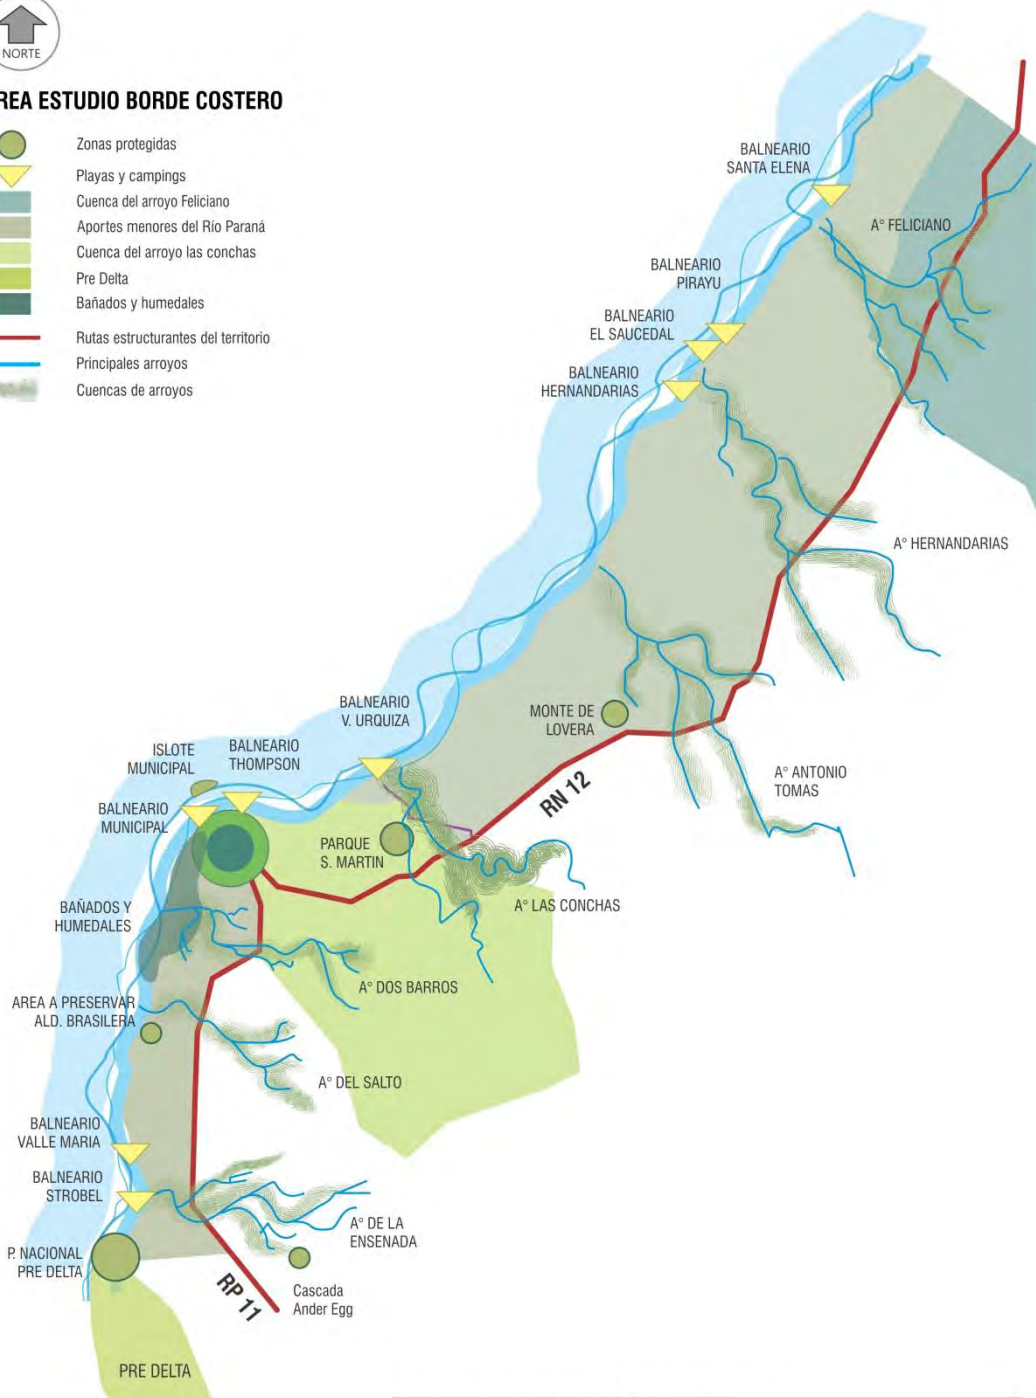 NORTE
REA ESTUDIO BORDE COSTERO
Zonas protegidas
Playas y campings
Cuenca del arroyo Feliciano
Aportes menores del Río Paraná
Cuenca del arroyo las conchas
Pre Delta
Bañados y humedales
Rutas estructurantes del territorio
Principales arroyos
Cuencas de arroyos
BALNEARIO
SANTA ELENA
A° FELICIANO
BALNEARIO
PIRAYU
BALNEARIO
EL SAUCEDAL
BALNEARIO
HERNANDARIAS
A° HERNANDARIAS
BALNEARIO
V. URQUIZA
MONTE DE
LOVERA
ISLOTE
MUNICIPAL
BALNEARIO
THOMPSON
RN 12
A° ANTONIO
TOMAS
BALNEARIO
MUNICIPAL
PARQUE
S. MARTIN
A° LAS CONCHAS
BAÑADOS Y
HUMEDALES
A° DOS BARROS
AREA A PRESERVAR
ALD. BRASILERA
A° DEL SALTO
BALNEARIO
VALLE MARIA
BALNEARIO
STROBEL
A° DE LA
ENSENADA
P. NACIONAL
PRE DELTA
RP 11
Cascada
Ander Egg
PRE DELTA